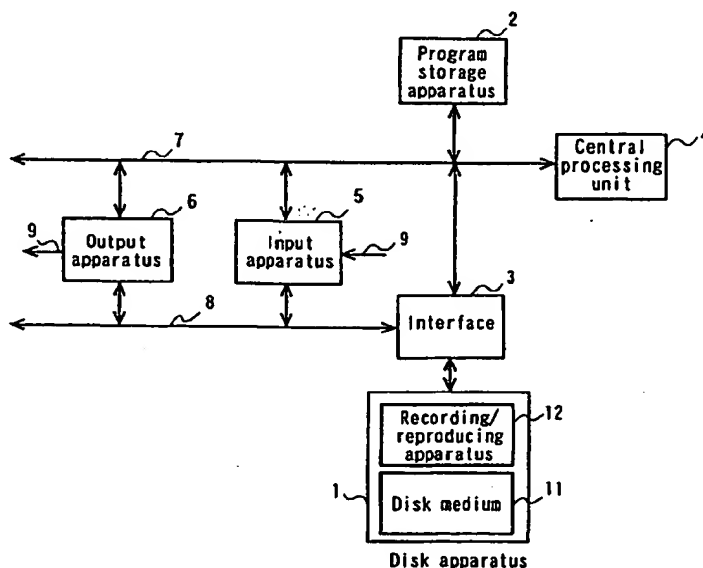 2
Program
storage
apparatus
7
4
Central
processing
unit
6
5
9
Output
apparatus
Input
apparatus
9
3
8
Interface
Recording/
reproducing
apparatus
12
1
Disk medium
11
Disk apparatus